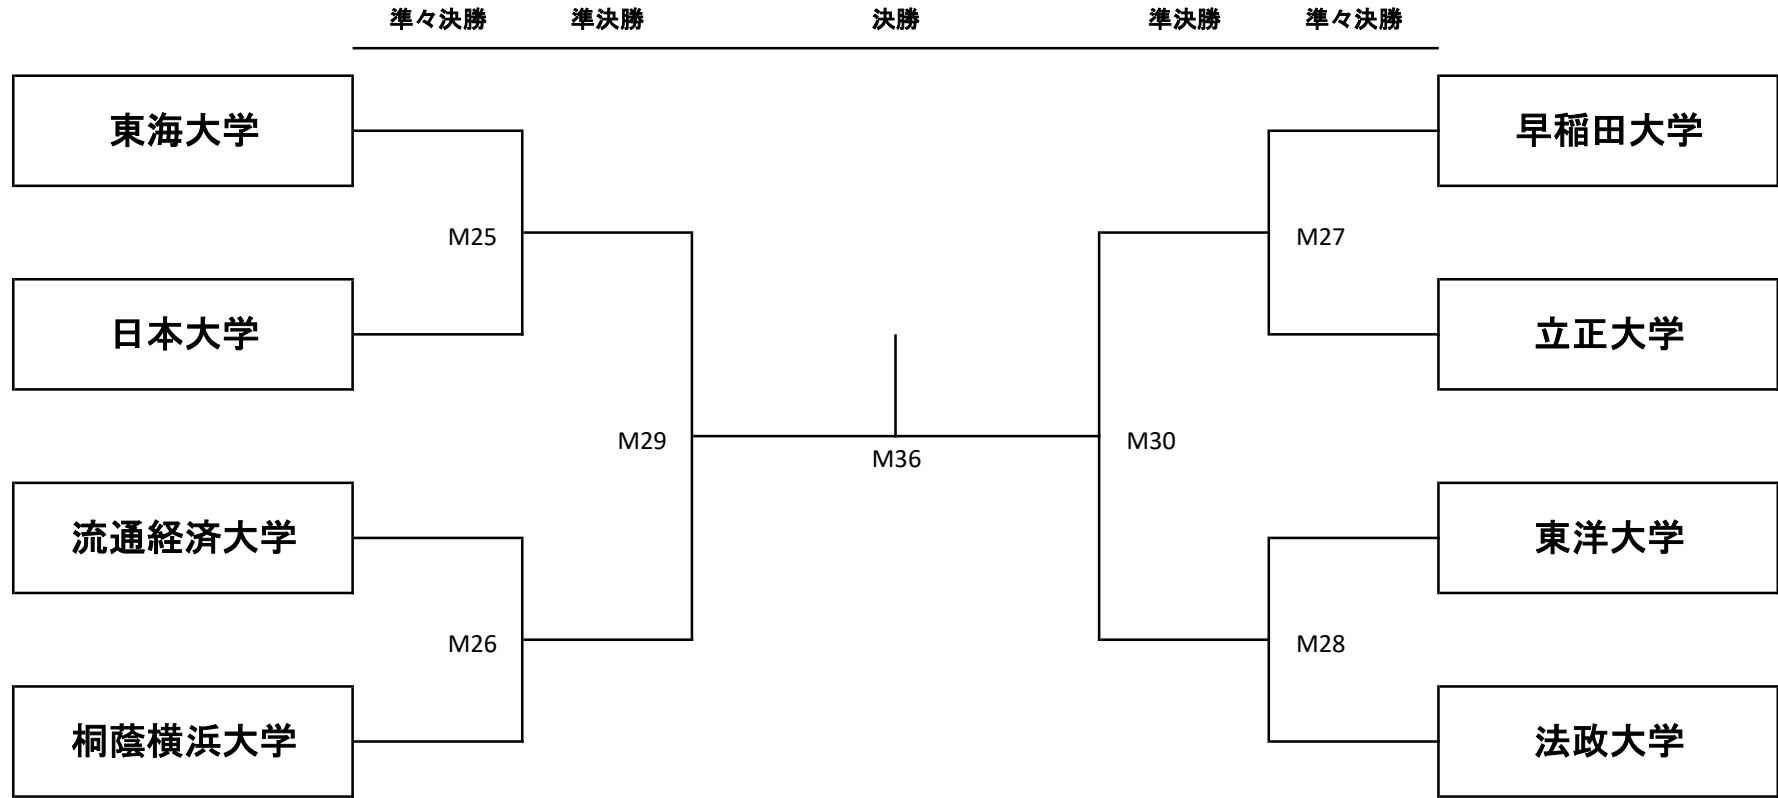 準々決勝 準決勝 決勝 準決勝 準々決勝
東海大学 早稲田大学
M25 M27
日本大学 立正大学
M29 M30
M36
流通経済大学 東洋大学
M26 M28
桐蔭横浜大学 法政大学